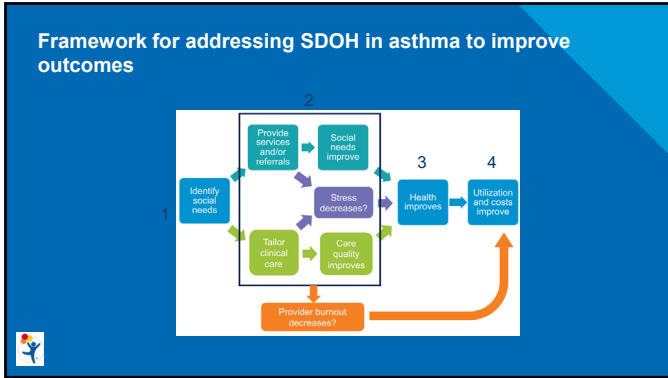 Framework for addressing SDOH in asthma to improve
outcomes
2
Provide
services
and/or
referrals
Social
needs
improve
3
4
1
Identify
social
needs
Stress
decreases?
Health
improves
Utilization
and costs
improve
Tailor
clinical
care
Care
quality
improves
Provider burnout
decreases?